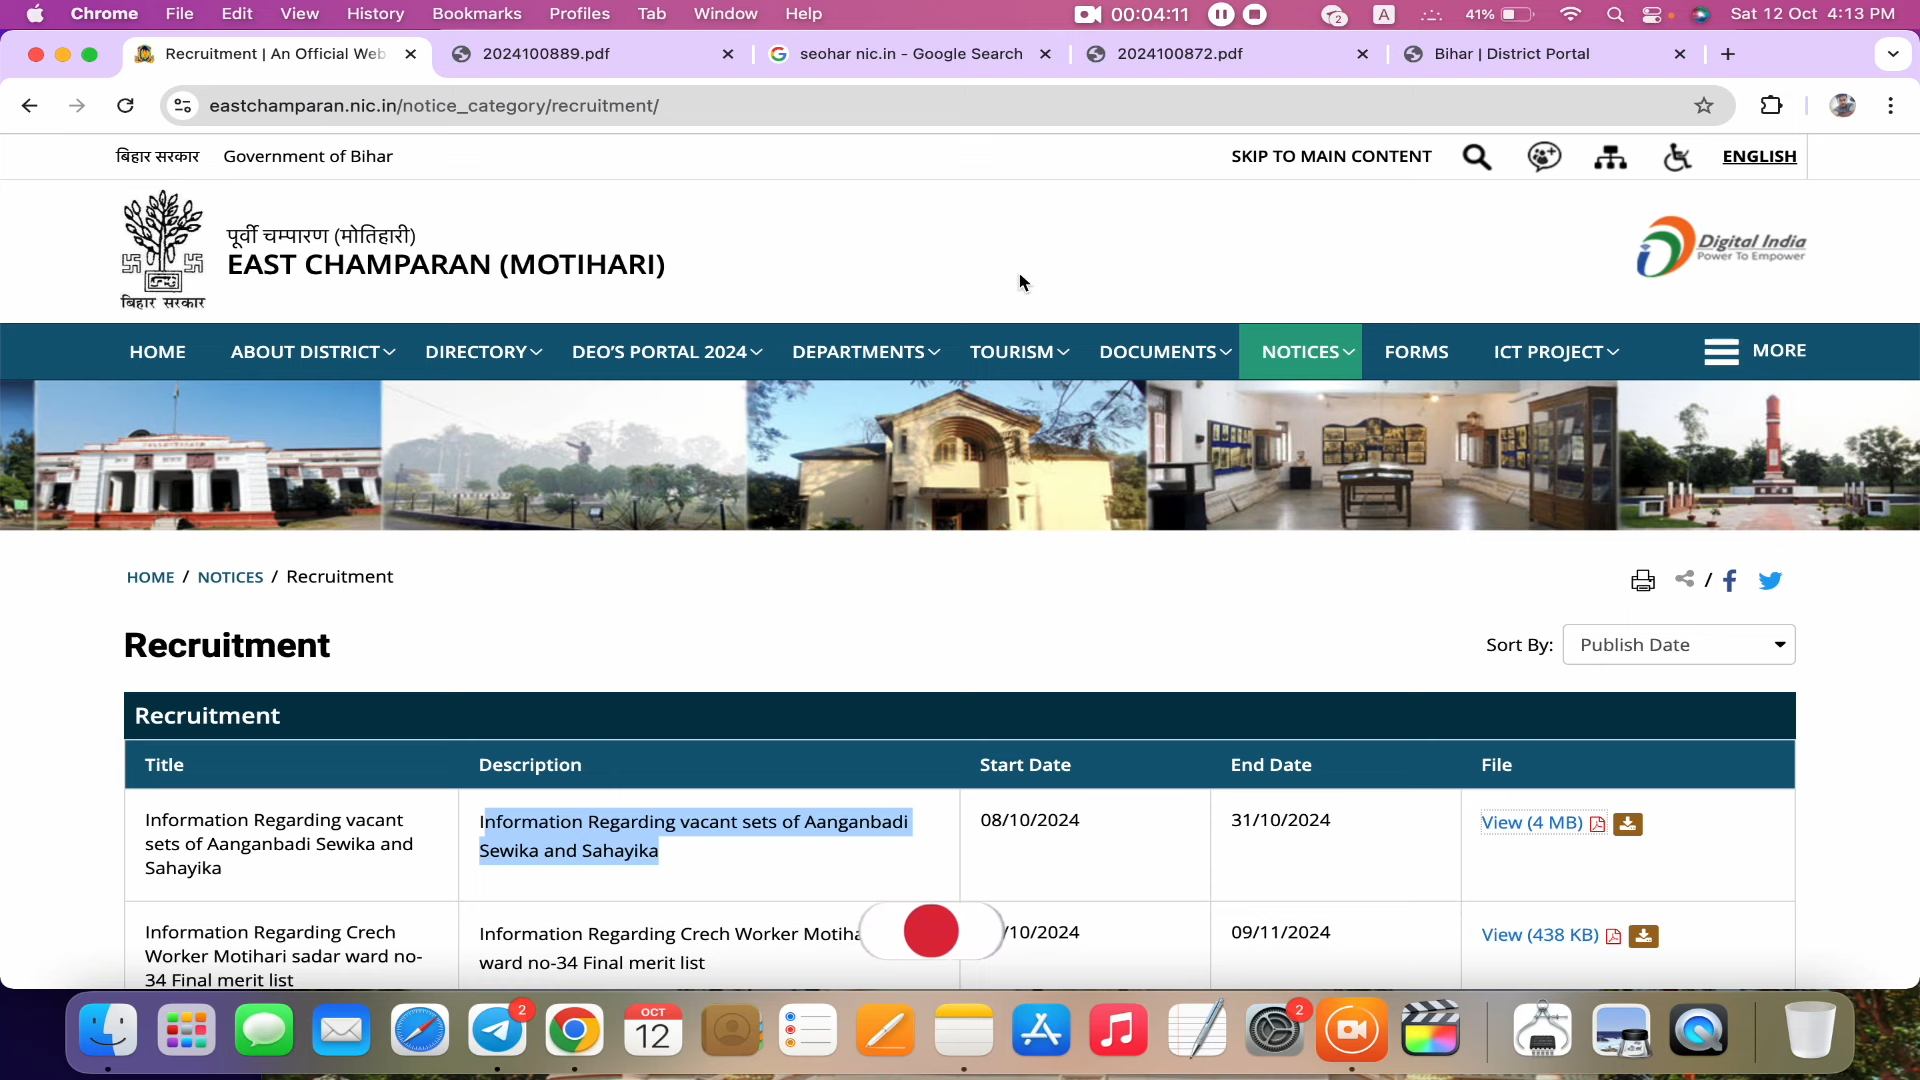 Chrome File Edit View History Bookmarks Profiles Tab Window Help 00:04:11 2 A 41% Sat 12 Oct 4:13 PM
Recruitment | An Official Web 2024100889.pdf seohar nic.in - Google Search 2024100872.pdf Bihar | District Portal
eastchamparan.nic.in/notice_category/recruitment/
बिहार सरकार Government of Bihar SKIP TO MAIN CONTENT ENGLISH
पूर्वी चम्पारण (मोतिहारी)
EAST CHAMPARAN (MOTIHARI)
बिहार सरकार
Digital India
Power To Empower
HOME ABOUT DISTRICT DIRECTORY DEO'S PORTAL 2024 DEPARTMENTS TOURISM DOCUMENTS NOTICES FORMS ICT PROJECT MORE
HOME / NOTICES / Recruitment
Recruitment
Sort By: Publish Date
Recruitment
Title Description Start Date End Date File
Information Regarding vacant
sets of Aanganbadi Sewika and
Sahayika
Information Regarding vacant sets of Aanganbadi
Sewika and Sahayika
08/10/2024
31/10/2024
View (4 MB)
Information Regarding Crech
Worker Motihari sadar ward no-
34 Final merit list
Information Regarding Crech Worker Motiha
ward no-34 Final merit list
/10/2024
09/11/2024
View (438 KB)
2
OCT
12
2